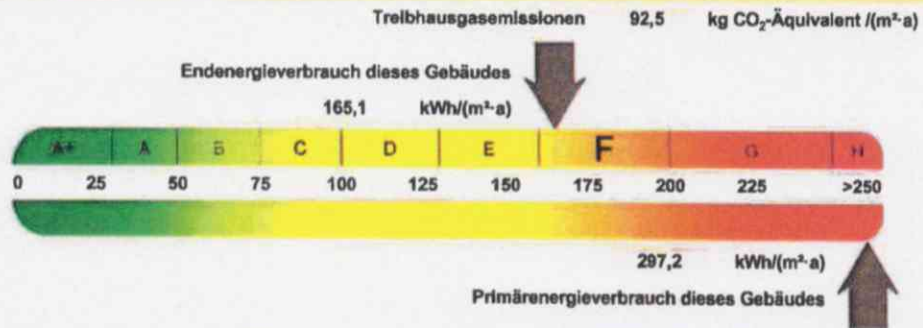 Treibhausgasemissionen 92,5 kg CO₂-Äquivalent /(m²·a)
Endenergieverbrauch dieses Gebäudes
165,1 kWh/(m²·a)
A+ A B C D E F G H
0 25 50 75 100 125 150 175 200 225 >250
297,2 kWh/(m²·a)
Primärenergieverbrauch dieses Gebäudes